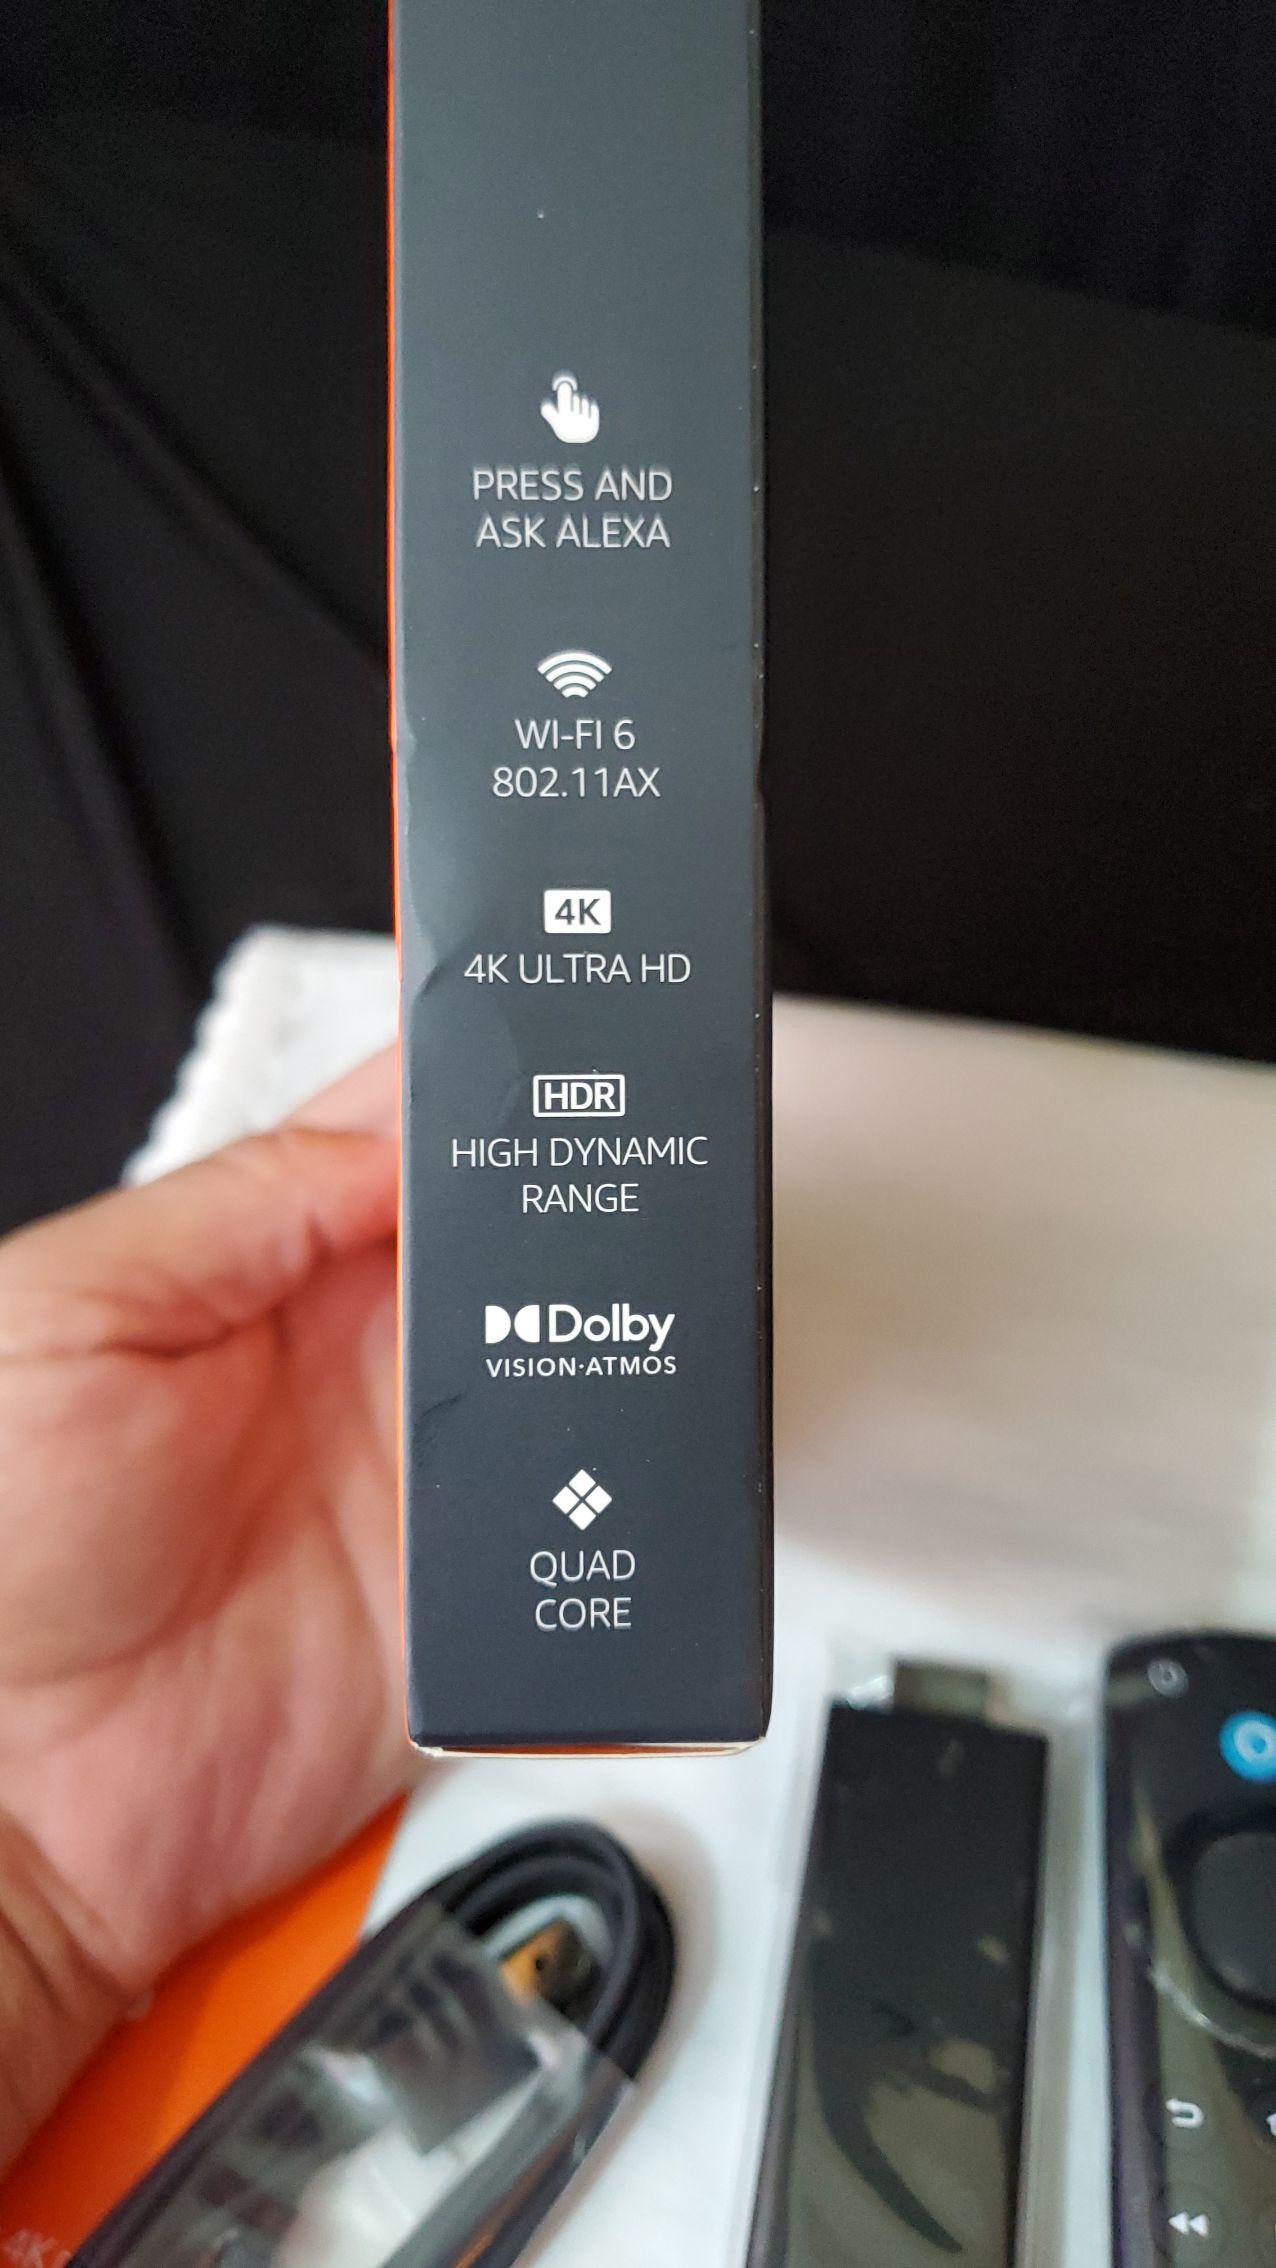 PRESS AND
ASK ALEXA
WI-FI 6
802.11AX
4K
4K ULTRA HD
HDR
HIGH DYNAMIC
RANGE
Dolby
VISION·ATMOS
QUAD
CORE
4K